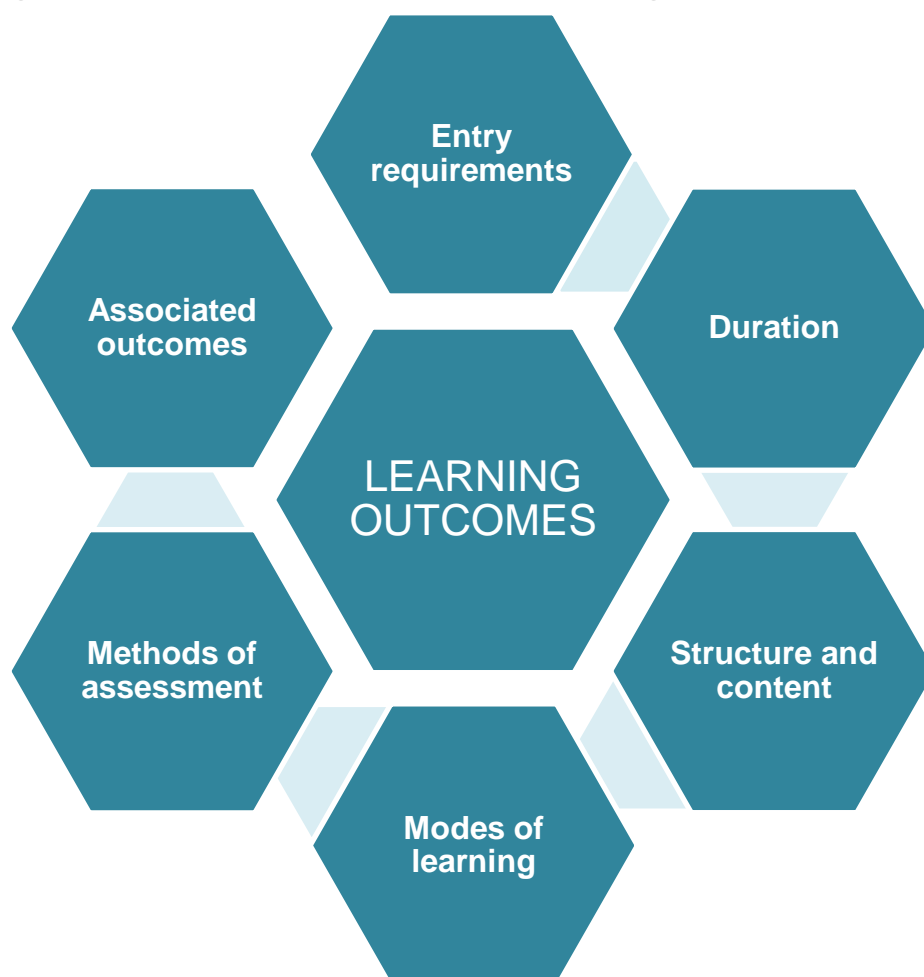 Entry
requirements
Associated
outcomes
Duration
LEARNING
OUTCOMES
Methods of
assessment
Structure and
content
Modes of
learning